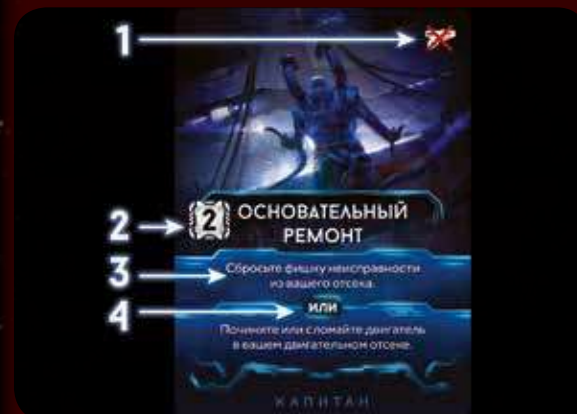 1
2
2 ОСНОВАТЕЛЬНЫЙ
РЕМОНТ
3
Сбросьте фишку неисправности
из вашего отсека.
4
ИЛИ
Почините или сломайте двигатель
в вашем двигательном отсеке.
КАПИТАН